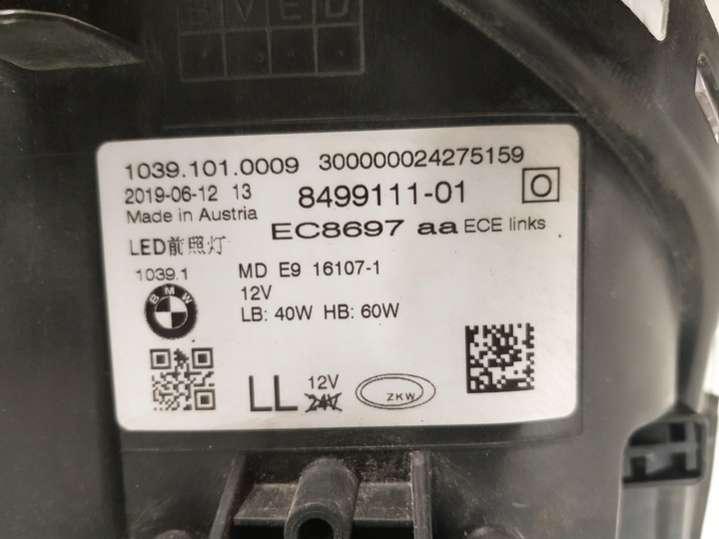 BMED
1039.101.0009 300000024275159
2019-06-12 13 8499111-01 O
Made in Austria EC8697 aa ECE links
LED前照灯
1039.1 MD E9 16107-1
BMW 12V
LB: 40W HB: 60W
LL 12V ZKW
24V